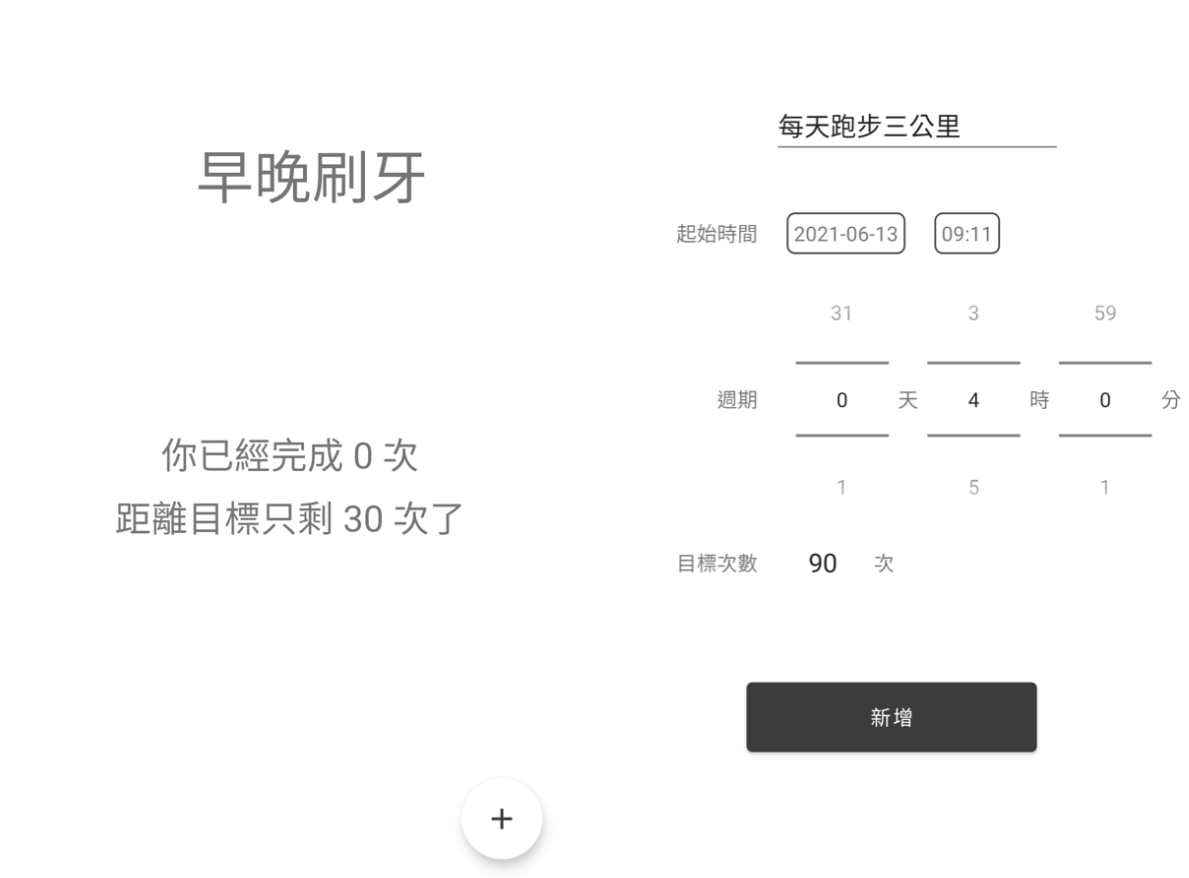 早晚刷牙
你已經完成 0 次
距離目標只剩 30 次了
+
每天跑步三公里
起始時間 2021-06-13 09:11
31 3 59
週期 0 天 4 時 0 分
1 5 1
目標次數 90 次
新增